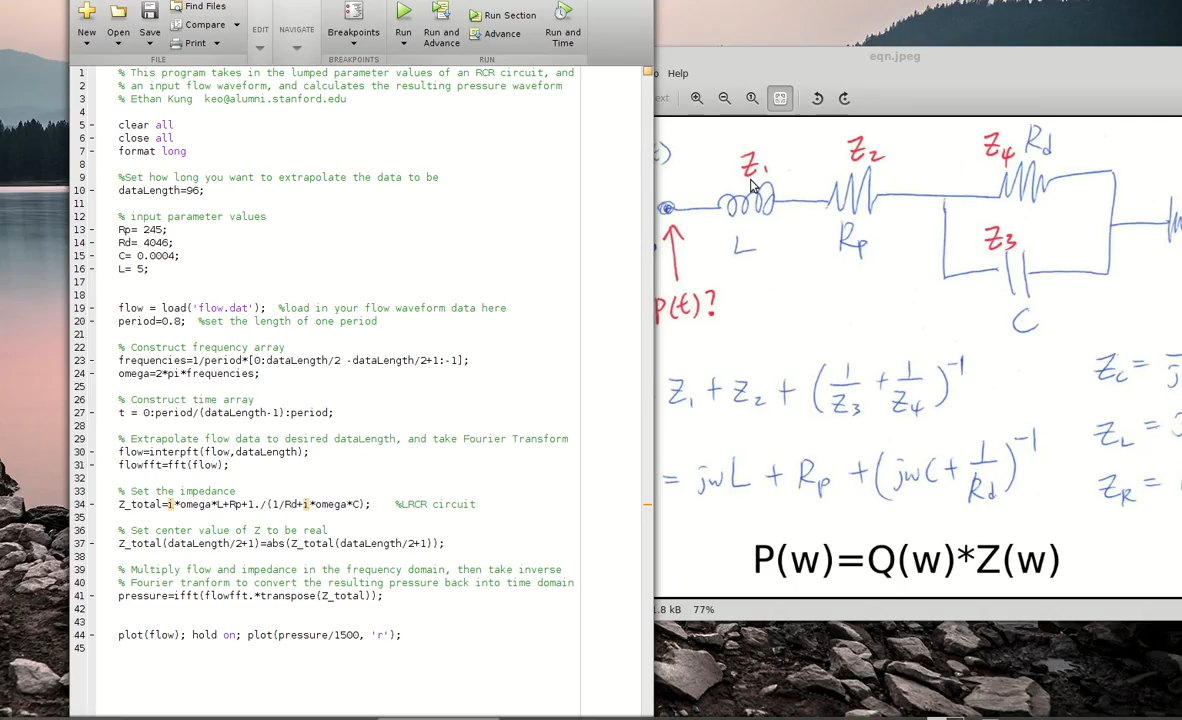 Find Files
Compare
Print
New
Open
Save
EDIT
NAVIGATE
Breakpoints
Run
Run and
Advance
Run Section
Advance
Run and
Time
FILE
BREAKPOINTS
RUN
1 % This program takes in the lumped parameter values of an RCR circuit, and
2 % an input flow waveform, and calculates the resulting pressure waveform
3 % Ethan Kung  keo@alumni.stanford.edu
4
5 clear all
6 close all
7 format long
8
9 %Set how long you want to extrapolate the data to be
10 dataLength=96;
11
12 % input parameter values
13 Rp= 245;
14 Rd= 4046;
15 C= 0.0004;
16 L= 5;
17
18
19 flow = load('flow.dat');  %load in your flow waveform data here
20 period=0.8;  %set the length of one period
21
22 % Construct frequency array
23 frequencies=1/period*[0:dataLength/2 -dataLength/2+1:-1];
24 omega=2*pi*frequencies;
25
26 % Construct time array
27 t = 0:period/(dataLength-1):period;
28
29 % Extrapolate flow data to desired dataLength, and take Fourier Transform
30 flow=interpft(flow,dataLength);
31 flowfft=fft(flow);
32
33 % Set the impedance
34 Z_total=i*omega*L+Rp+1./(1/Rd+i*omega*C);    %LRCR circuit
35
36 % Set center value of Z to be real
37 Z_total(dataLength/2+1)=abs(Z_total(dataLength/2+1));
38
39 % Multiply flow and impedance in the frequency domain, then take inverse
40 % Fourier tranform to convert the resulting pressure back into time domain
41 pressure=ifft(flowfft.*transpose(Z_total));
42
43
44 plot(flow); hold on; plot(pressure/1500, 'r');
45
eqn.jpeg
Help
ext
t)
Z₁
Z₂
Z₄ Rd
Z₃
L
Rp
C
P(t)?
Z₁ + Z₂ + (1/Z₃ + 1/Z₄)⁻¹
= jwL + Rp + (jwC + 1/Rd)⁻¹
Zc =
ZL =
ZR =
P(w)=Q(w)*Z(w)
1.8 kB 77%